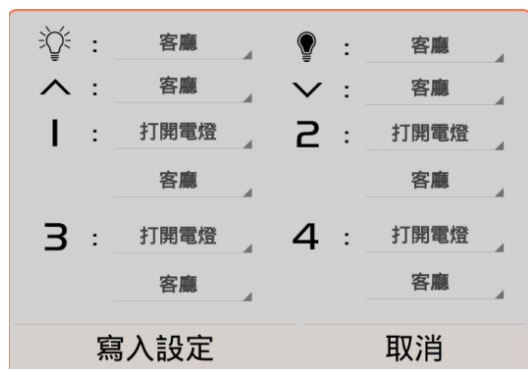 : 客廳 : 客廳
: 客廳 : 客廳
1 : 打開電燈 2 : 打開電燈
客廳 客廳
3 : 打開電燈 4 : 打開電燈
客廳 客廳
寫入設定 取消